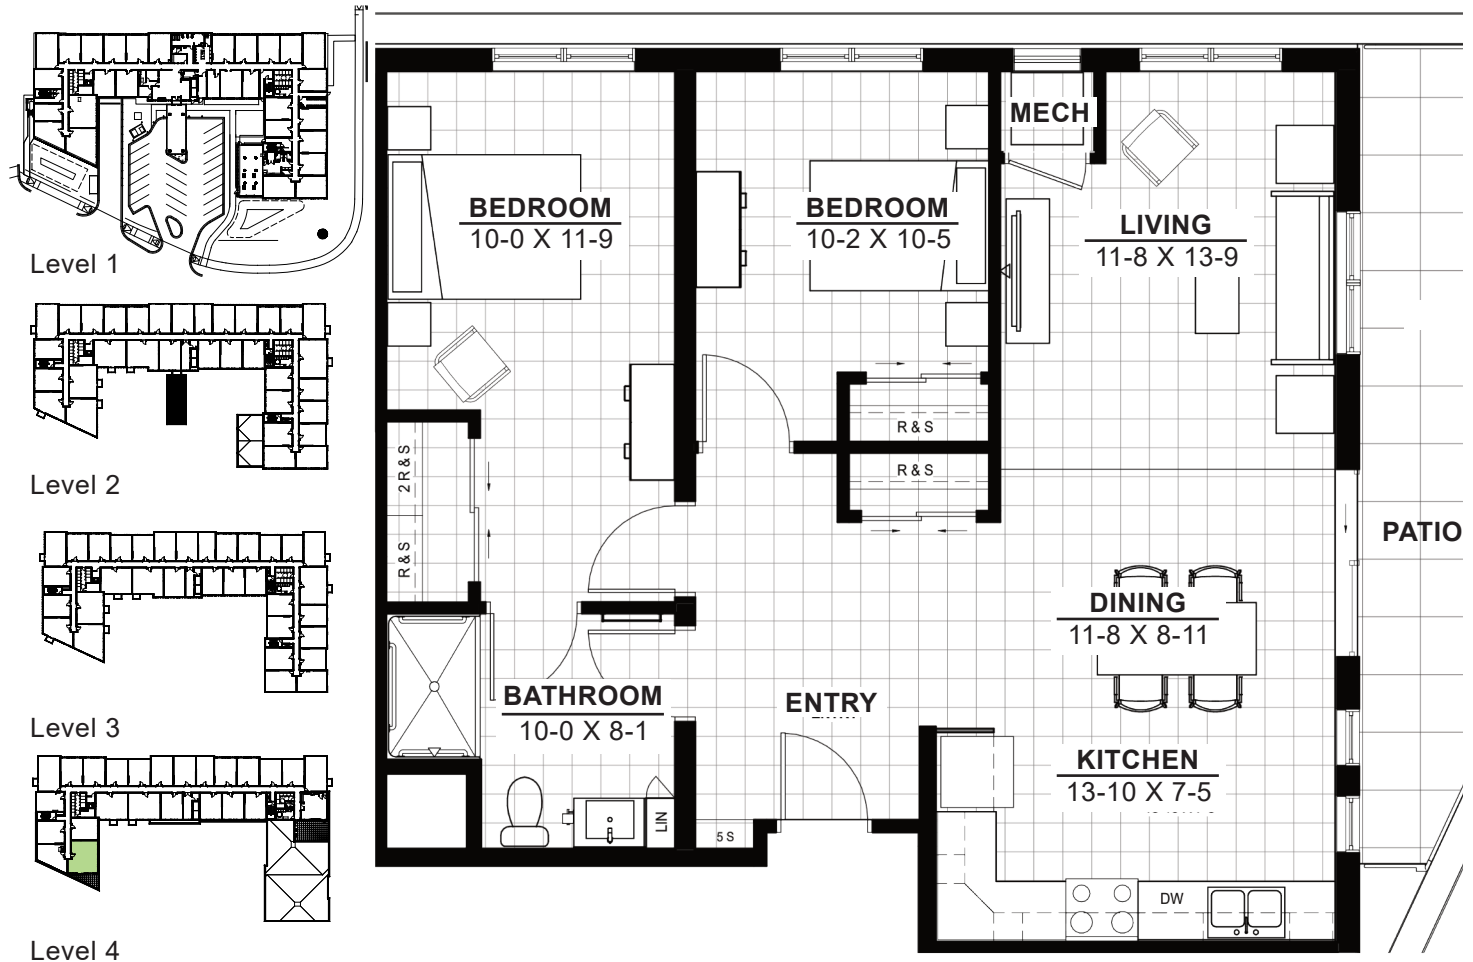 Level 1
Level 2
Level 3
Level 4
BEDROOM
10-0 X 11-9
BEDROOM
10-2 X 10-5
MECH
LIVING
11-8 X 13-9
R & S
R & S
2 R & S
R & S
PATIO
DINING
11-8 X 8-11
BATHROOM
10-0 X 8-1
ENTRY
KITCHEN
13-10 X 7-5
LIN
5 S
DW